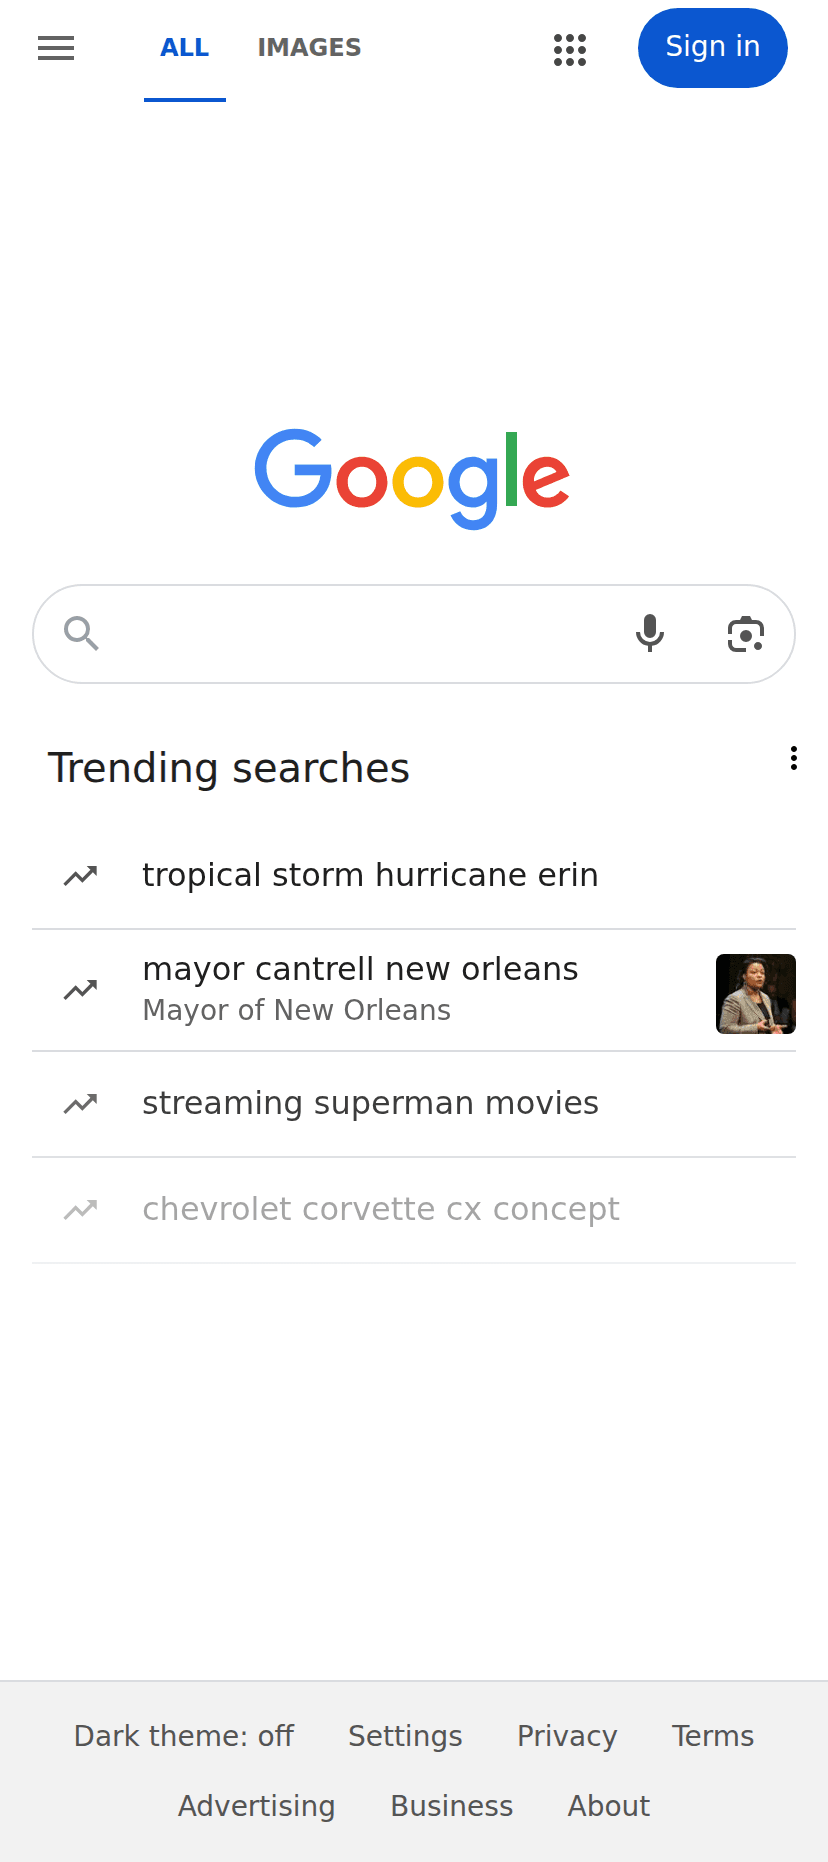 ALL IMAGES Sign in
Google
Trending searches
tropical storm hurricane erin
mayor cantrell new orleans
Mayor of New Orleans
streaming superman movies
chevrolet corvette cx concept
Dark theme: off Settings Privacy Terms
Advertising Business About